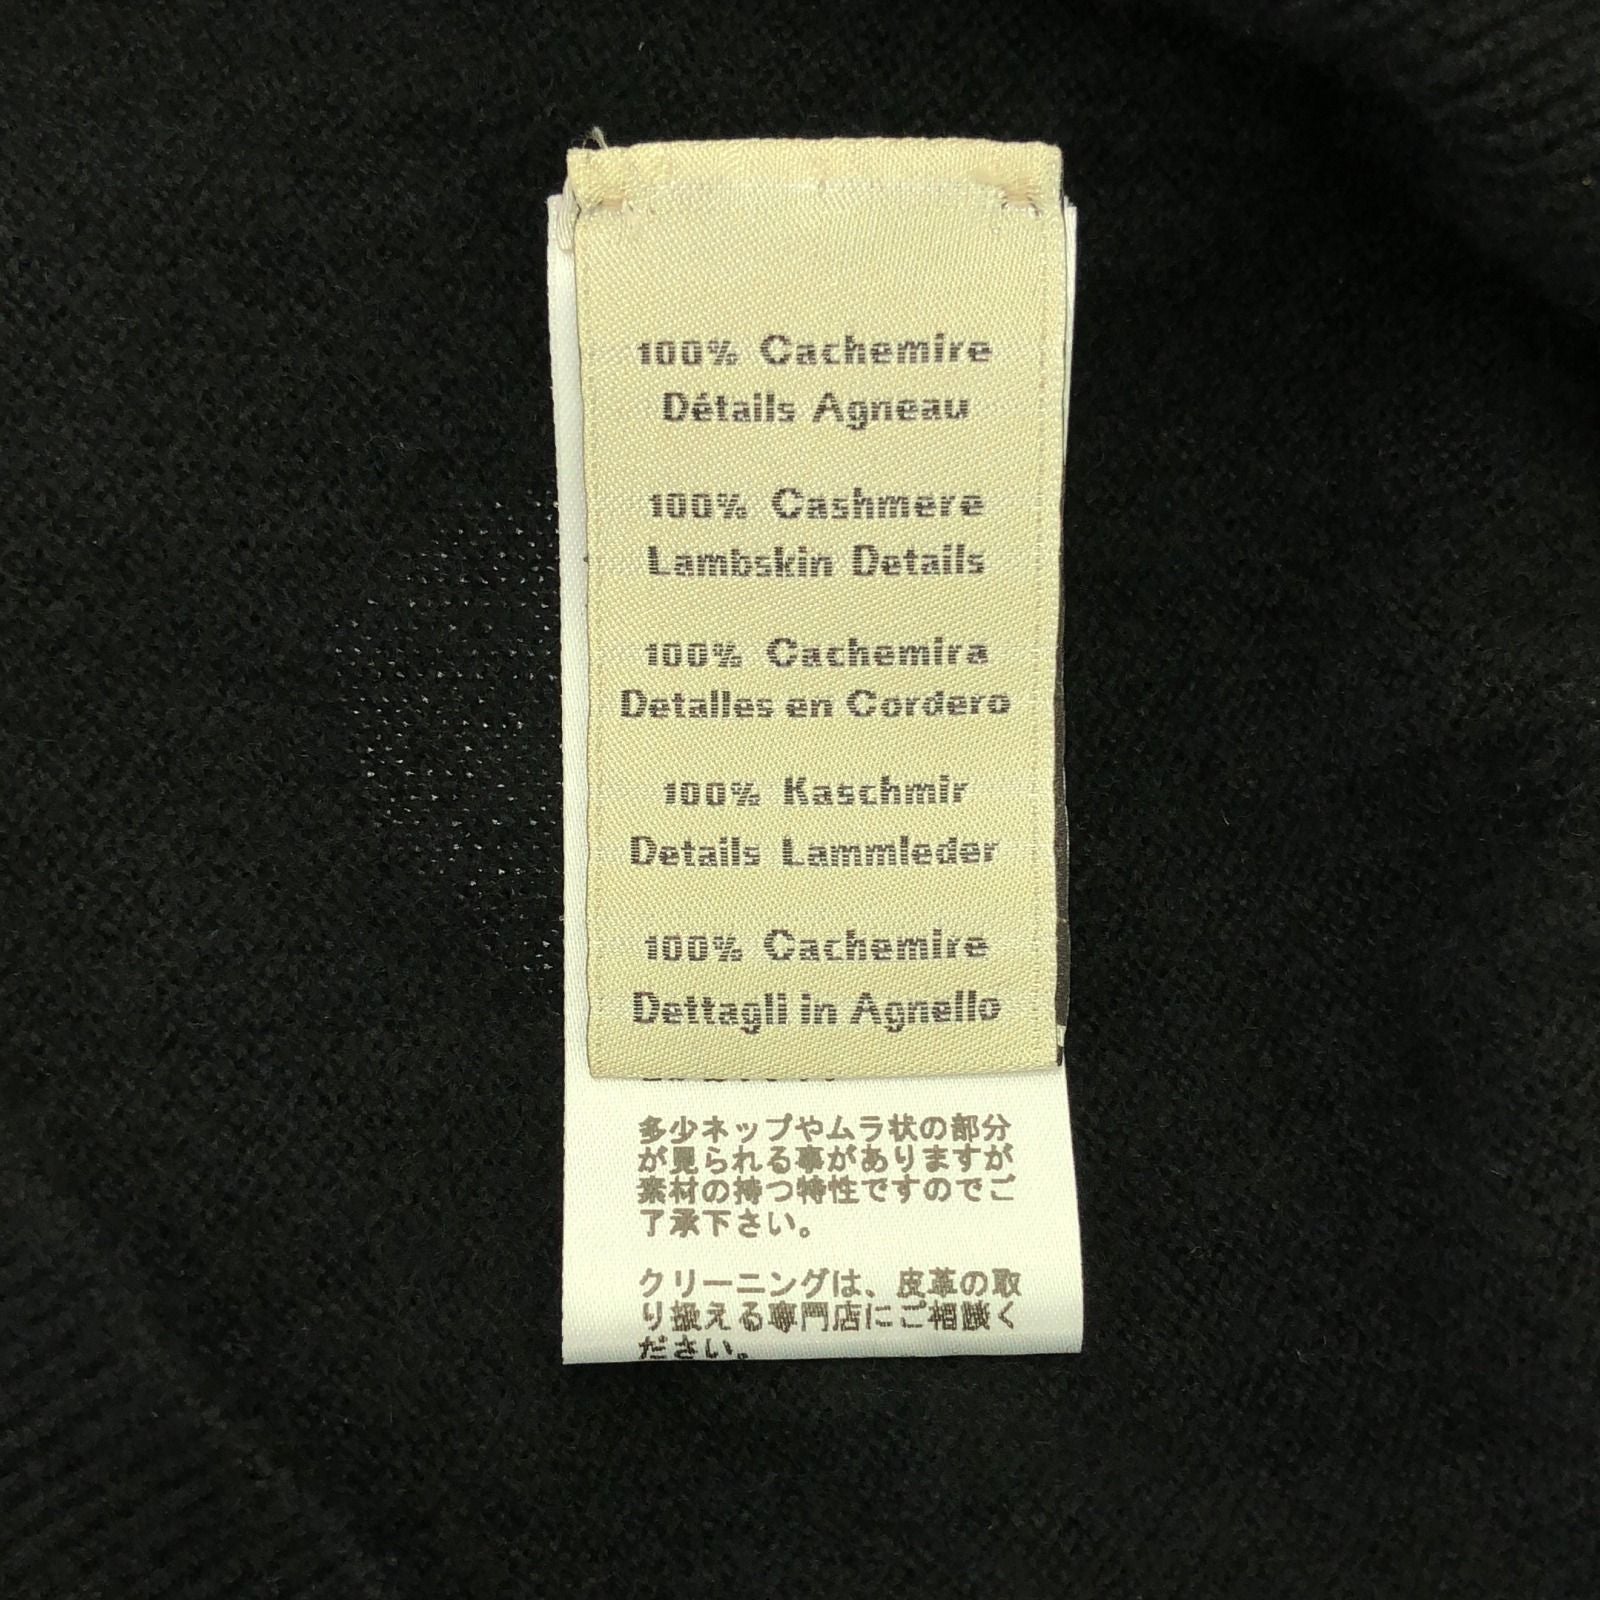 100% Cachemire
Détails Agneau
100% Cashmere
Lambskin Details
100% Cachemira
Detalles en Cordero
100% Kaschmir
Details Lammleder
100% Cachemire
Dettagli in Agnello
多少ネップやムラ状の部分
が見られる事がありますが
素材の持つ特性ですのでご
了承下さい。
クリーニングは、皮革の取
り扱える専門店にご相談く
ださい。